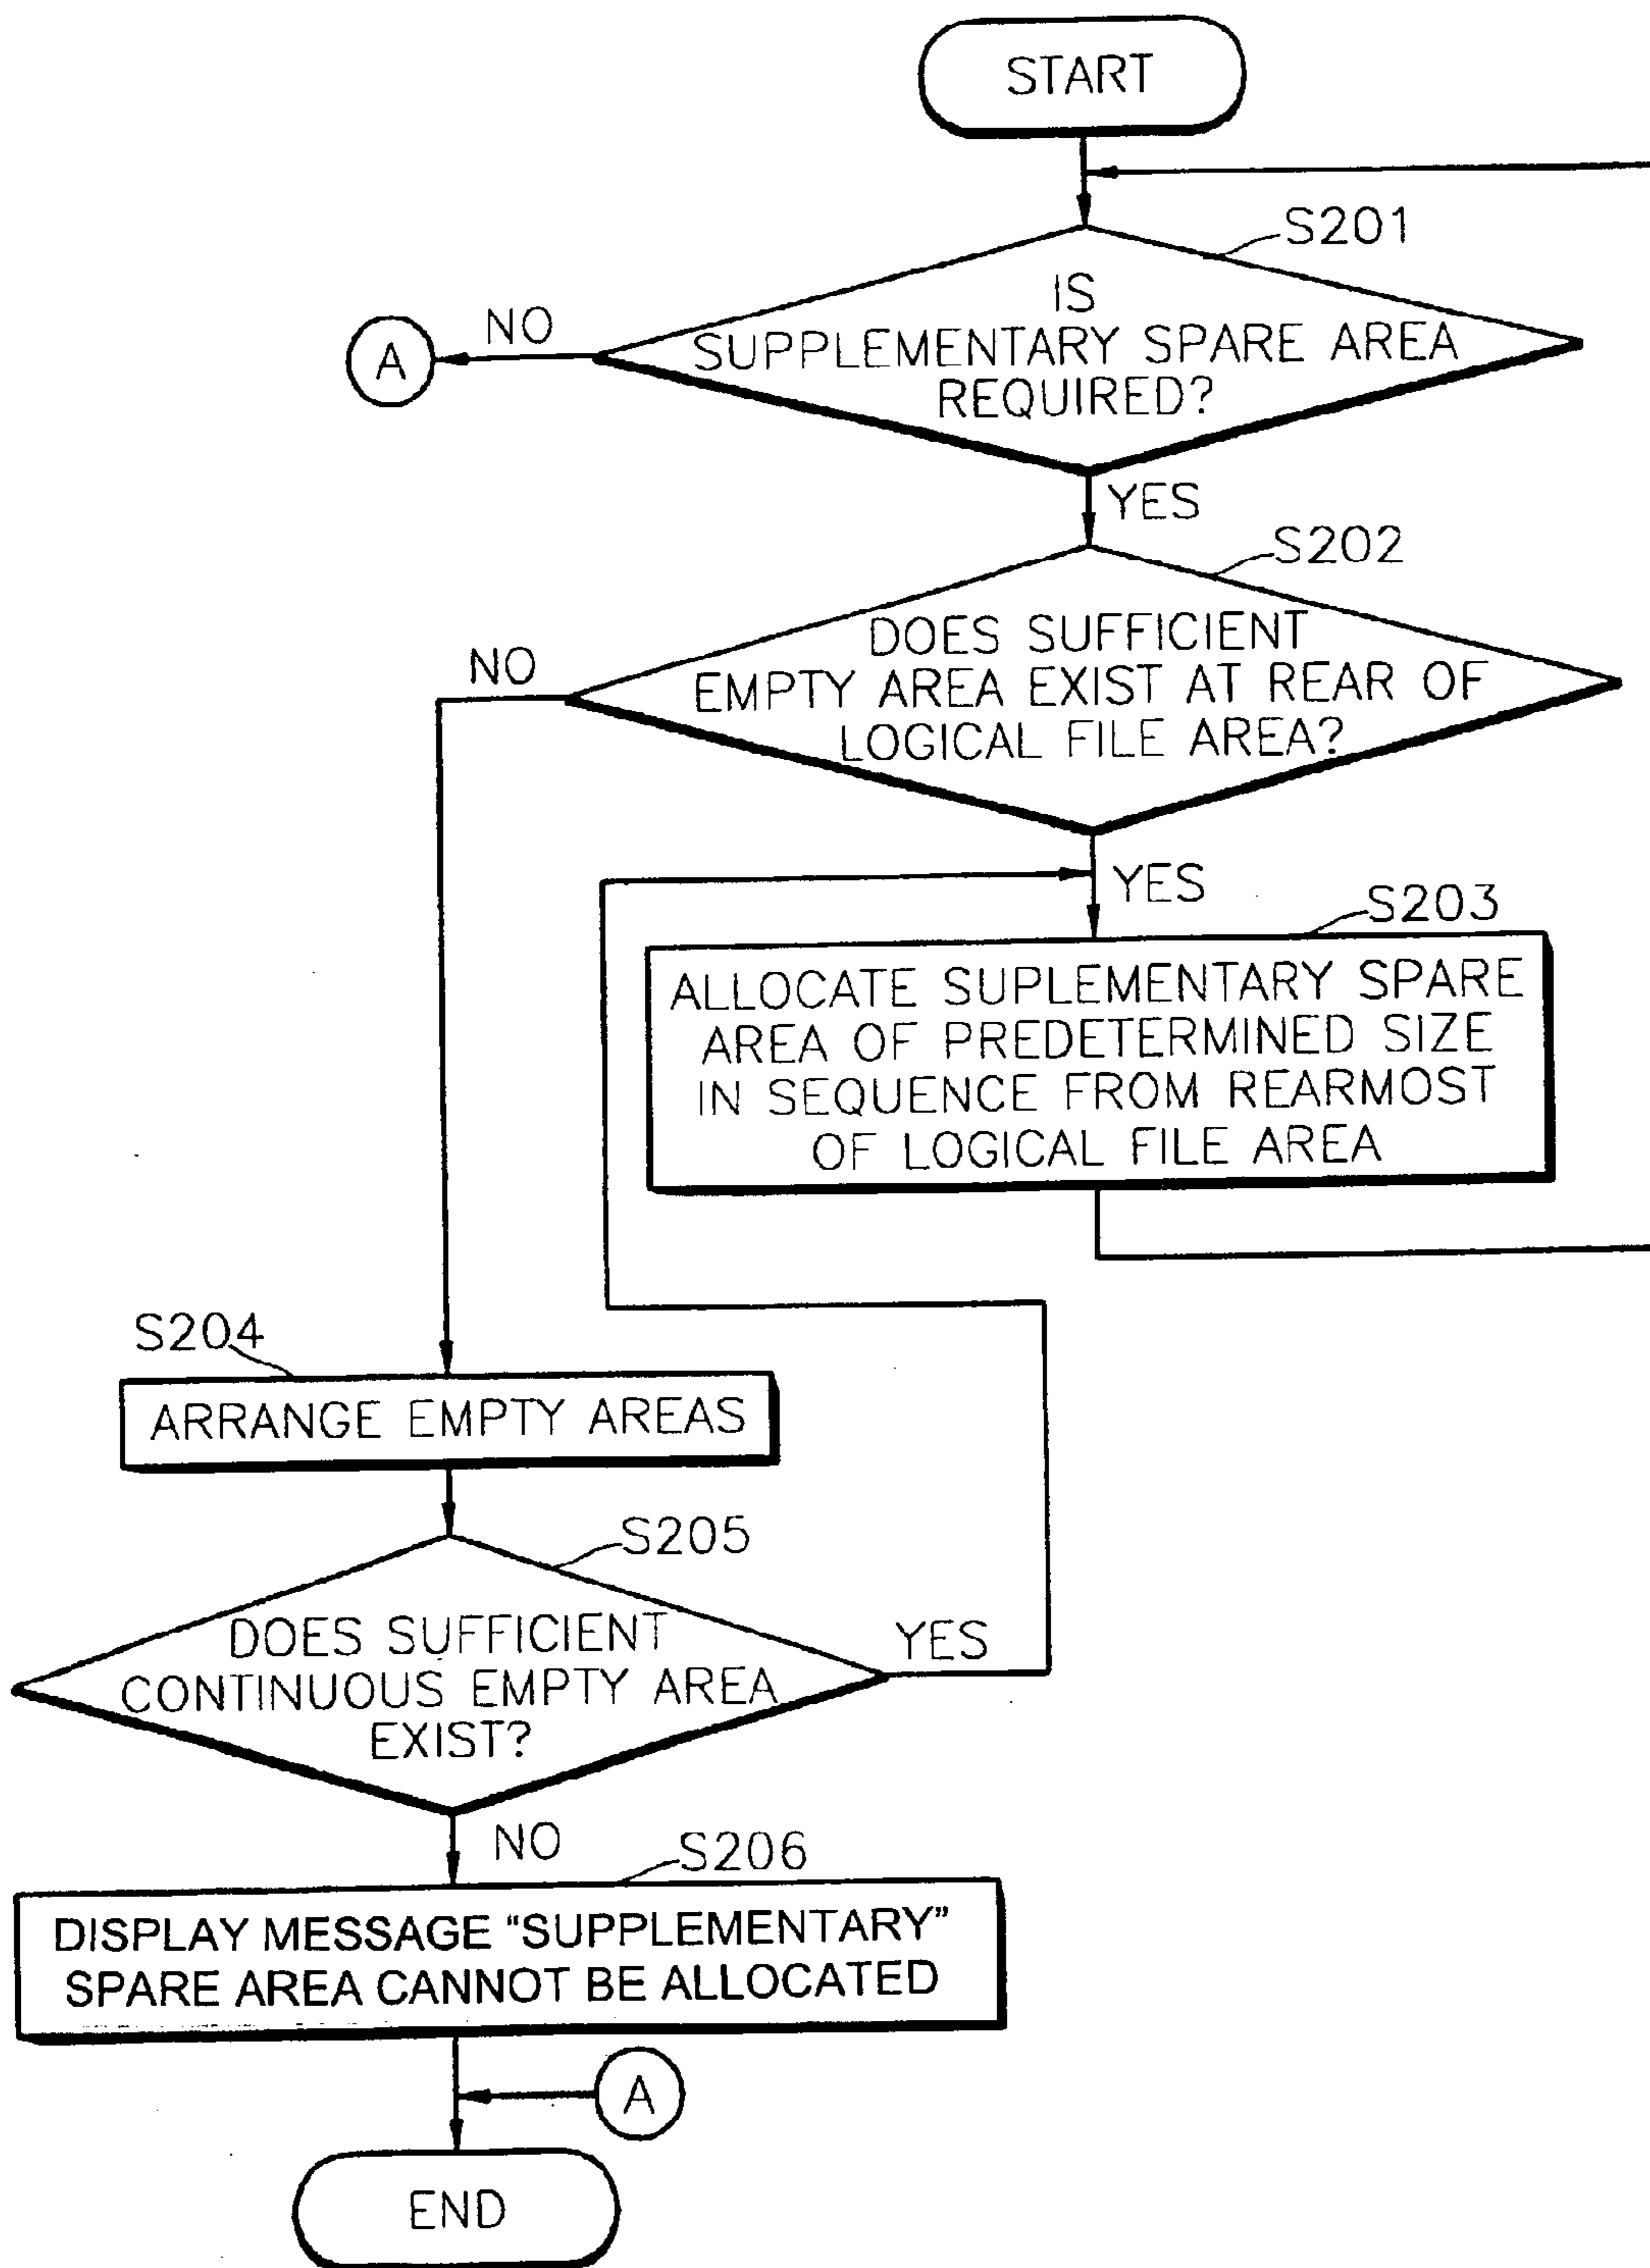 START
S201
IS
SUPPLEMENTARY SPARE AREA
REQUIRED?
NO
A
YES
S202
DOES SUFFICIENT
EMPTY AREA EXIST AT REAR OF
LOGICAL FILE AREA?
NO
YES
S203
ALLOCATE SUPLEMENTARY SPARE
AREA OF PREDETERMINED SIZE
IN SEQUENCE FROM REARMOST
OF LOGICAL FILE AREA
S204
ARRANGE EMPTY AREAS
S205
DOES SUFFICIENT
CONTINUOUS EMPTY AREA
EXIST?
YES
NO
S206
DISPLAY MESSAGE “SUPPLEMENTARY”
SPARE AREA CANNOT BE ALLOCATED
A
END